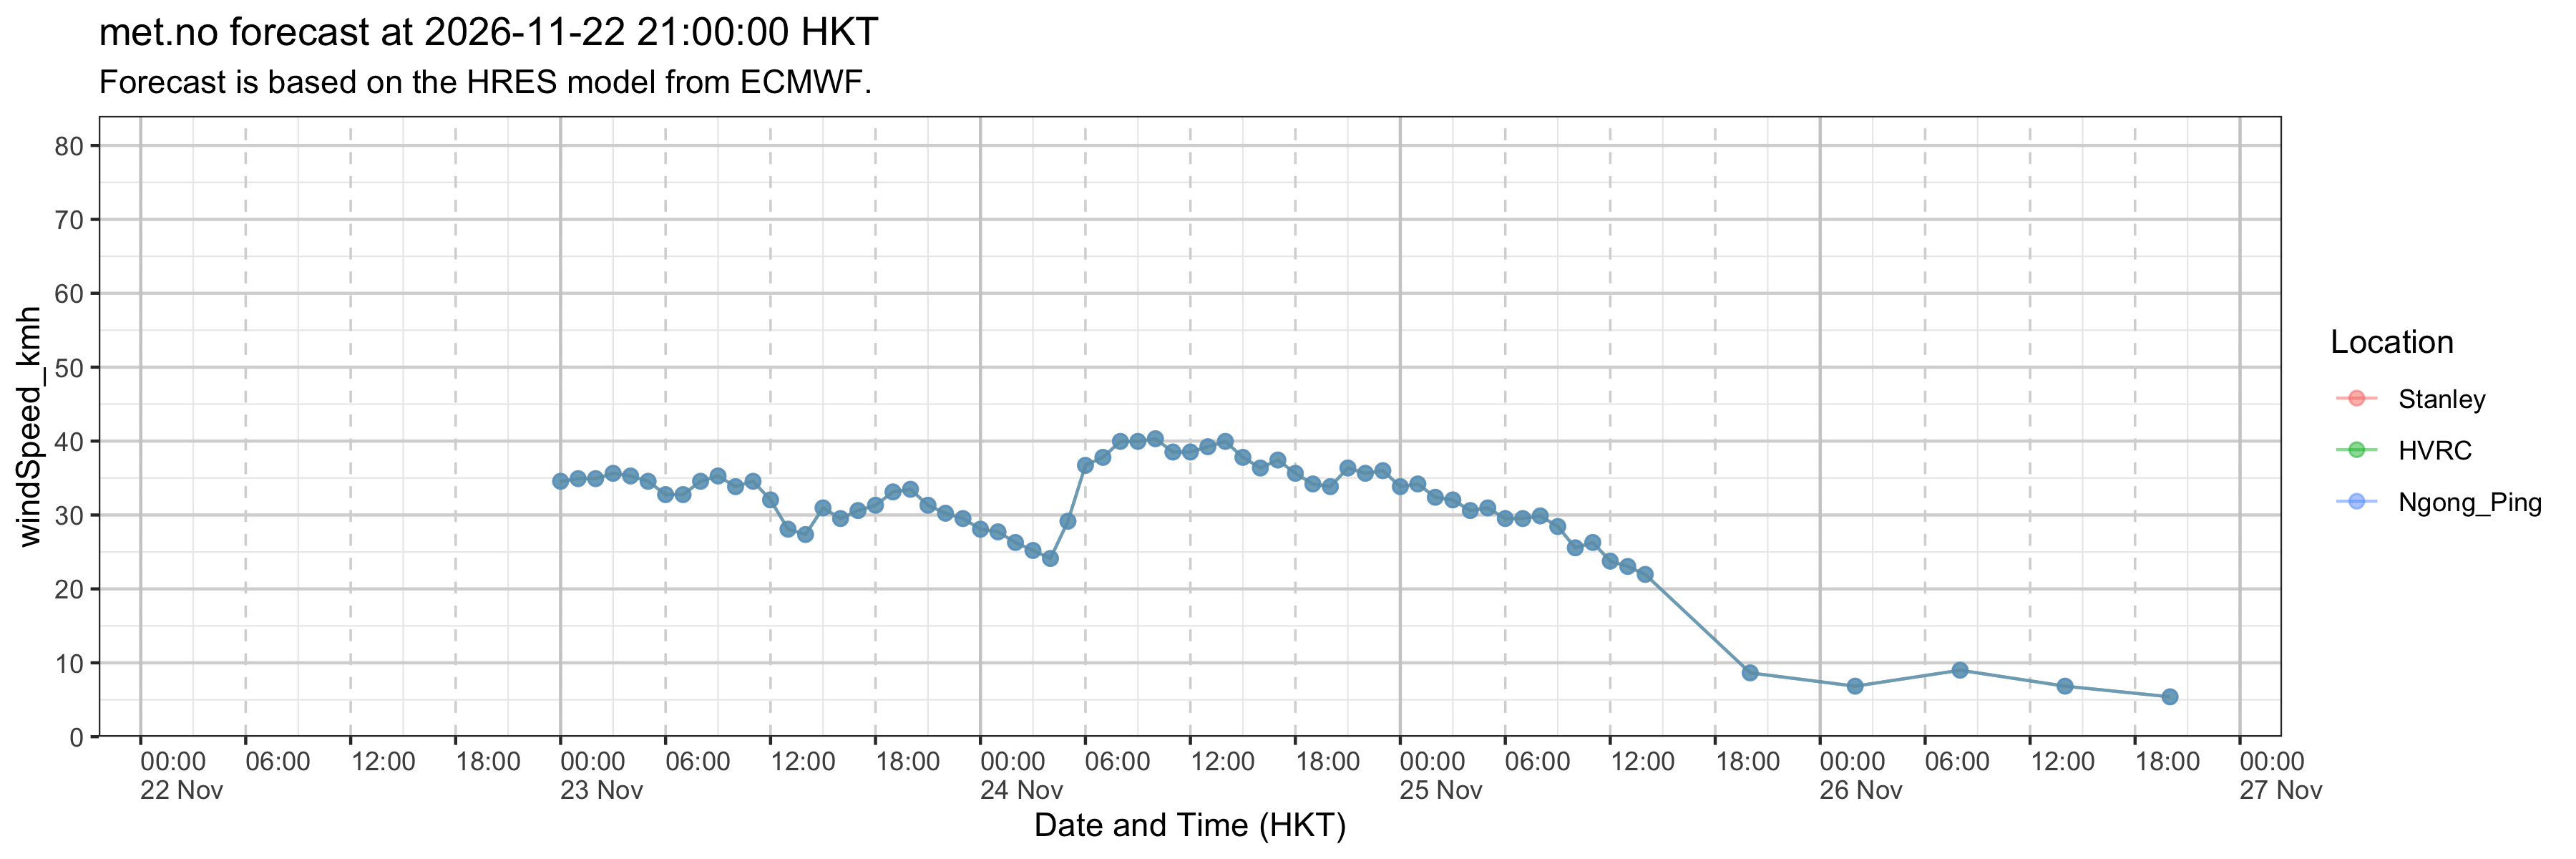 met.no forecast at 2026-11-22 21:00:00 HKT
Forecast is based on the HRES model from ECMWF.
windSpeed_kmh
80
70
60
50
40
30
20
10
0
00:00 06:00 12:00 18:00 00:00 06:00 12:00 18:00 00:00 06:00 12:00 18:00 00:00 06:00 12:00 18:00 00:00 06:00 12:00 18:00 00:00
22 Nov 23 Nov 24 Nov 25 Nov 26 Nov 27 Nov
Date and Time (HKT)
Location
Stanley
HVRC
Ngong_Ping